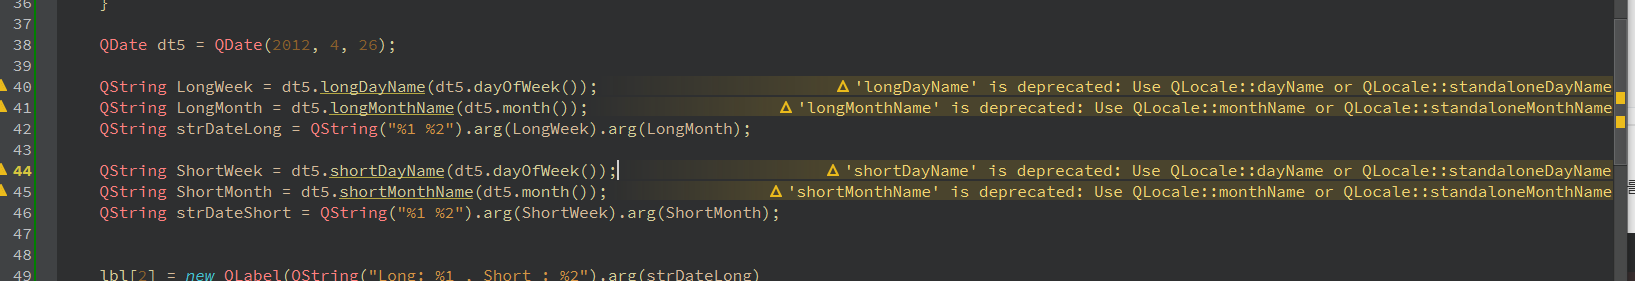 36 }
37
38 QDate dt5 = QDate(2012, 4, 26);
39
40 QString LongWeek = dt5.longDayName(dt5.dayOfWeek()); 'longDayName' is deprecated: Use QLocale::dayName or QLocale::standaloneDayName
41 QString LongMonth = dt5.longMonthName(dt5.month()); 'longMonthName' is deprecated: Use QLocale::monthName or QLocale::standaloneMonthName
42 QString strDateLong = QString("%1 %2").arg(LongWeek).arg(LongMonth);
43
44 QString ShortWeek = dt5.shortDayName(dt5.dayOfWeek()); 'shortDayName' is deprecated: Use QLocale::dayName or QLocale::standaloneDayName
45 QString ShortMonth = dt5.shortMonthName(dt5.month()); 'shortMonthName' is deprecated: Use QLocale::monthName or QLocale::standaloneMonthName
46 QString strDateShort = QString("%1 %2").arg(ShortWeek).arg(ShortMonth);
47
48
49 lbl[2] = new QLabel(QString("Long: %1 , Short : %2").arg(strDateLong)